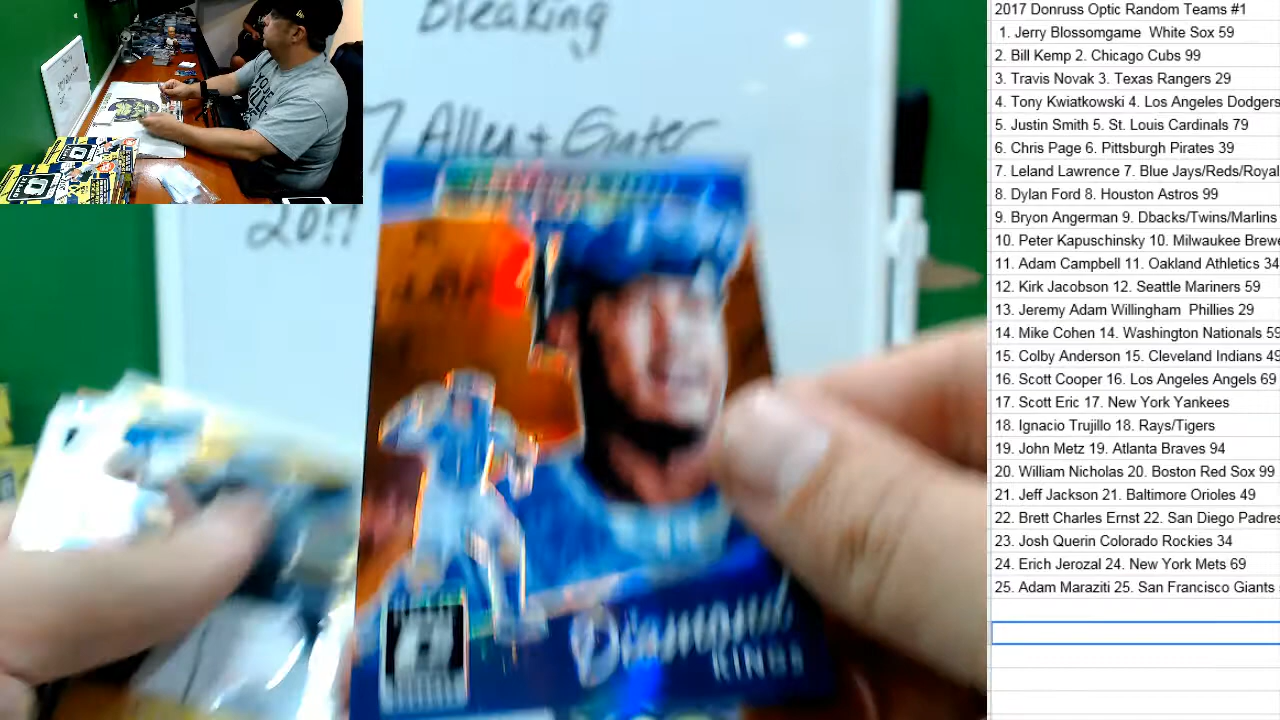 Breaking
7 Allen + Ginter
2017
Diamond
KINGS
2017 Donruss Optic Random Teams #1
1. Jerry Blossomgame White Sox 59
2. Bill Kemp 2. Chicago Cubs 99
3. Travis Novak 3. Texas Rangers 29
4. Tony Kwiatkowski 4. Los Angeles Dodgers
5. Justin Smith 5. St. Louis Cardinals 79
6. Chris Page 6. Pittsburgh Pirates 39
7. Leland Lawrence 7. Blue Jays/Reds/Royal
8. Dylan Ford 8. Houston Astros 99
9. Bryon Angerman 9. Dbacks/Twins/Marlins
10. Peter Kapuschinsky 10. Milwaukee Brew
11. Adam Campbell 11. Oakland Athletics 34
12. Kirk Jacobson 12. Seattle Mariners 59
13. Jeremy Adam Willingham Phillies 29
14. Mike Cohen 14. Washington Nationals 55
15. Colby Anderson 15. Cleveland Indians 49
16. Scott Cooper 16. Los Angeles Angels 69
17. Scott Eric 17. New York Yankees
18. Ignacio Trujillo 18. Rays/Tigers
19. John Metz 19. Atlanta Braves 94
20. William Nicholas 20. Boston Red Sox 99
21. Jeff Jackson 21. Baltimore Orioles 49
22. Brett Charles Ernst 22. San Diego Padres
23. Josh Querin Colorado Rockies 34
24. Erich Jerozal 24. New York Mets 69
25. Adam Maraziti 25. San Francisco Giants